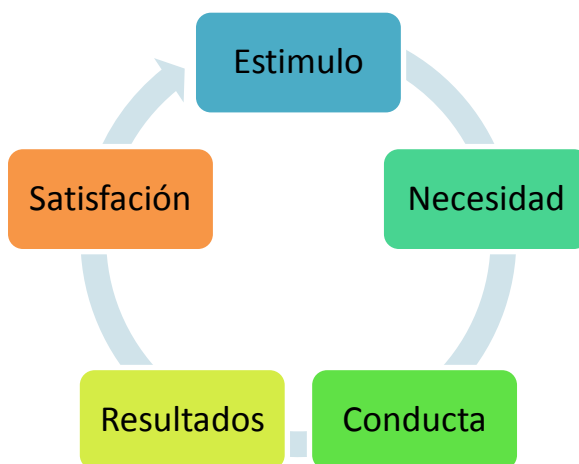 Estimulo
Necesidad
Conducta
Resultados
Satisfación